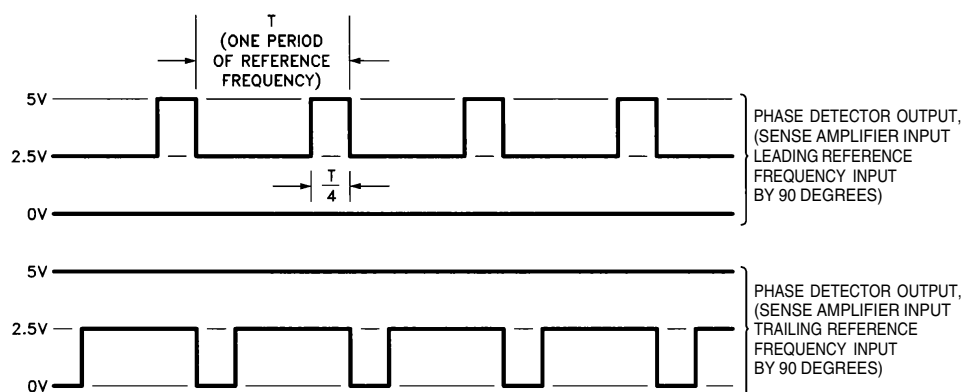 T
(ONE PERIOD
OF REFERENCE
FREQUENCY)
5V
2.5V
0V
T
4
PHASE DETECTOR OUTPUT,
(SENSE AMPLIFIER INPUT
LEADING REFERENCE
FREQUENCY INPUT
BY 90 DEGREES)
5V
2.5V
0V
PHASE DETECTOR OUTPUT,
(SENSE AMPLIFIER INPUT
TRAILING REFERENCE
FREQUENCY INPUT
BY 90 DEGREES)